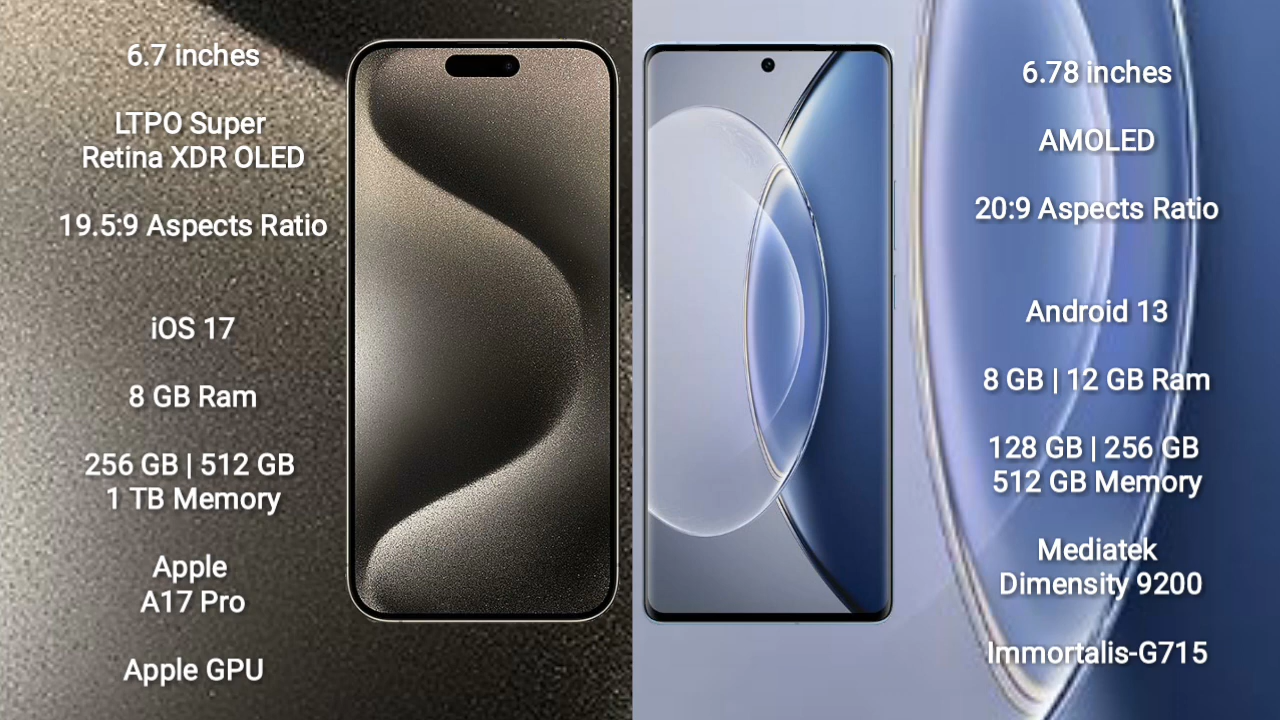 6.7 inches
LTPO Super
Retina XDR OLED
19.5:9 Aspects Ratio
iOS 17
8 GB Ram
256 GB | 512 GB
1 TB Memory
Apple
A17 Pro
Apple GPU
6.78 inches
AMOLED
20:9 Aspects Ratio
Android 13
8 GB | 12 GB Ram
128 GB | 256 GB
512 GB Memory
Mediatek
Dimensity 9200
Immortalis-G715